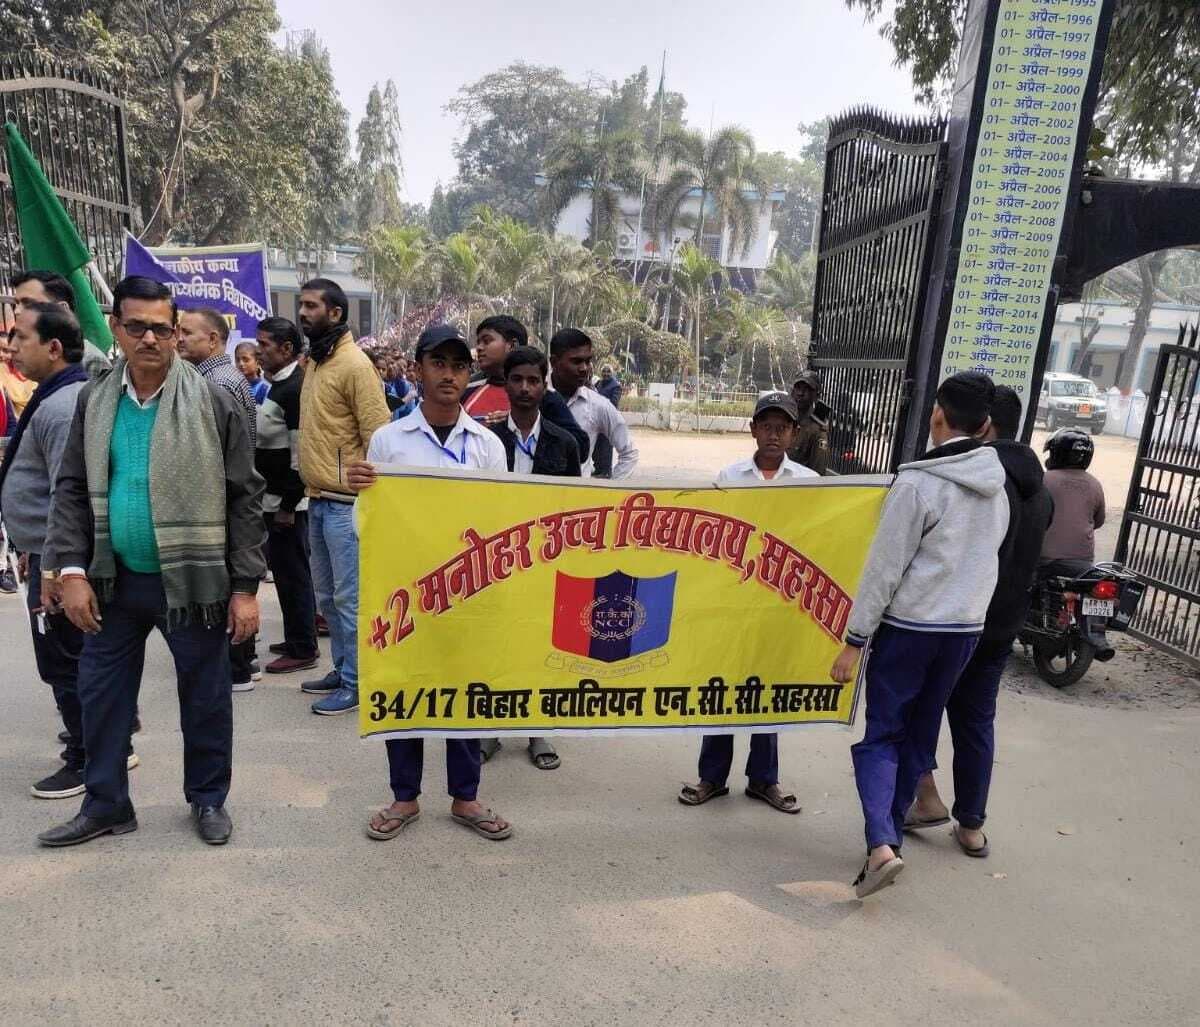 +2 मनोहर उच्च विद्यालय, सहरसा
रा.कै.को
NCC
34/17 बिहार बटालियन एन.सी.सी.सहरसा
कन्या
01- अप्रैल-1995
01- अप्रैल-1996
01- अप्रैल-1997
01- अप्रैल-1998
01- अप्रैल-1999
01- अप्रैल-2000
01- अप्रैल-2001
01- अप्रैल-2002
01- अप्रैल-2003
01- अप्रैल-2004
01- अप्रैल-2005
01- अप्रैल-2006
01- अप्रैल-2007
01- अप्रैल-2008
01- अप्रैल-2009
01- अप्रैल-2010
01- अप्रैल-2011
01- अप्रैल-2012
01- अप्रैल-2013
01- अप्रैल-2014
01- अप्रैल-2015
01- अप्रैल-2016
01- अप्रैल-2017
01- अप्रैल-2018